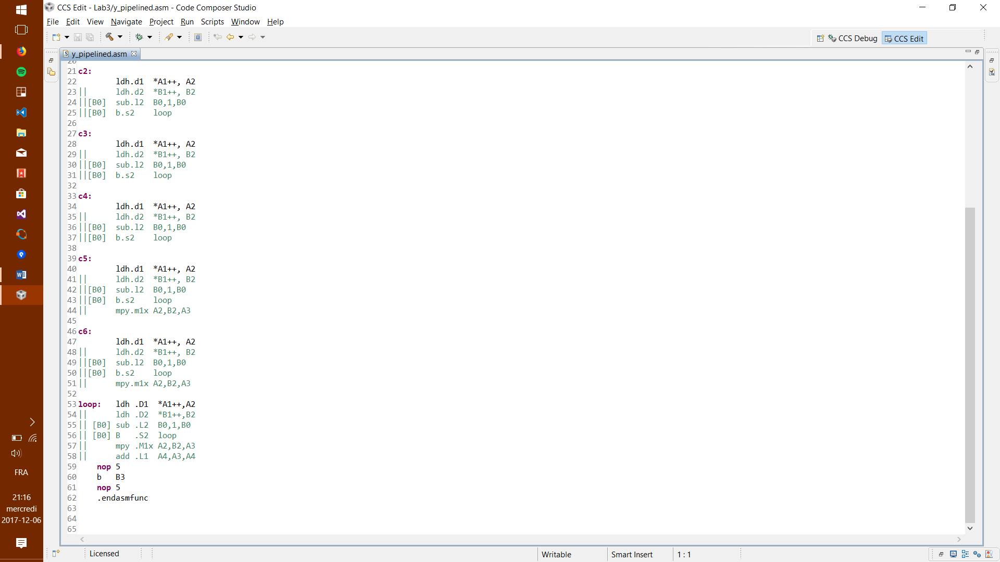 CCS Edit - Lab3/y_pipelined.asm - Code Composer Studio
File Edit View Navigate Project Run Scripts Window Help
CCS Debug CCS Edit
y_pipelined.asm
20
21 c2:
22 ldh.d1 *A1++, A2
23 || ldh.d2 *B1++, B2
24 ||[B0] sub.l2 B0,1,B0
25 ||[B0] b.s2 loop
26
27 c3:
28 ldh.d1 *A1++, A2
29 || ldh.d2 *B1++, B2
30 ||[B0] sub.l2 B0,1,B0
31 ||[B0] b.s2 loop
32
33 c4:
34 ldh.d1 *A1++, A2
35 || ldh.d2 *B1++, B2
36 ||[B0] sub.l2 B0,1,B0
37 ||[B0] b.s2 loop
38
39 c5:
40 ldh.d1 *A1++, A2
41 || ldh.d2 *B1++, B2
42 ||[B0] sub.l2 B0,1,B0
43 ||[B0] b.s2 loop
44 || mpy.m1x A2,B2,A3
45
46 c6:
47 ldh.d1 *A1++, A2
48 || ldh.d2 *B1++, B2
49 ||[B0] sub.l2 B0,1,B0
50 ||[B0] b.s2 loop
51 || mpy.m1x A2,B2,A3
52
53 loop: ldh .D1 *A1++,A2
54 || ldh .D2 *B1++,B2
55 || [B0] sub .L2 B0,1,B0
56 || [B0] B .S2 loop
57 || mpy .M1x A2,B2,A3
58 || add .L1 A4,A3,A4
59 nop 5
60 b B3
61 nop 5
62 .endasmfunc
63
64
65
Licensed
Writable
Smart Insert
1 : 1
FRA
21:16
mercredi
2017-12-06